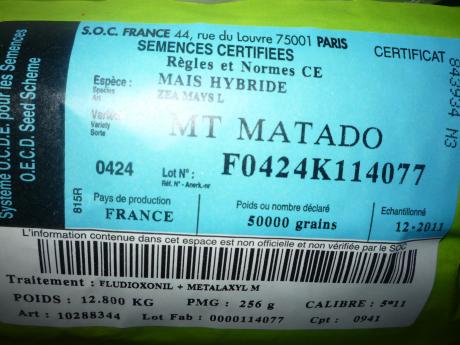 S.O.C. FRANCE 44, rue du Louvre 75001 PARIS
SEMENCES CERTIFIEES
Règles et Normes CE
CERTIFICAT
8439934 N3
Système O.C.D.E. pour les Semences
O.E.C.D. Seed Scheme
Espèce : MAIS HYBRIDE
Species
Art
ZEA MAYS L
Variété
Variety
Sorte
MT MATADO
0424
Lot N° : F0424K114077
Réf. N° - Anerk.-nr
815R
Pays de production
FRANCE
Poids ou nombre déclaré
50000 grains
Echantillonné
12-2011
L'information contenue dans cet espace est non officielle et non vérifiée par le SOC
Traitement : FLUDIOXONIL + METALAXYL M
POIDS : 12.800 KG PMG : 256 g CALIBRE : 5*11
Art : 10288344 Lot Fab : 0000114077 Cpt : 0941